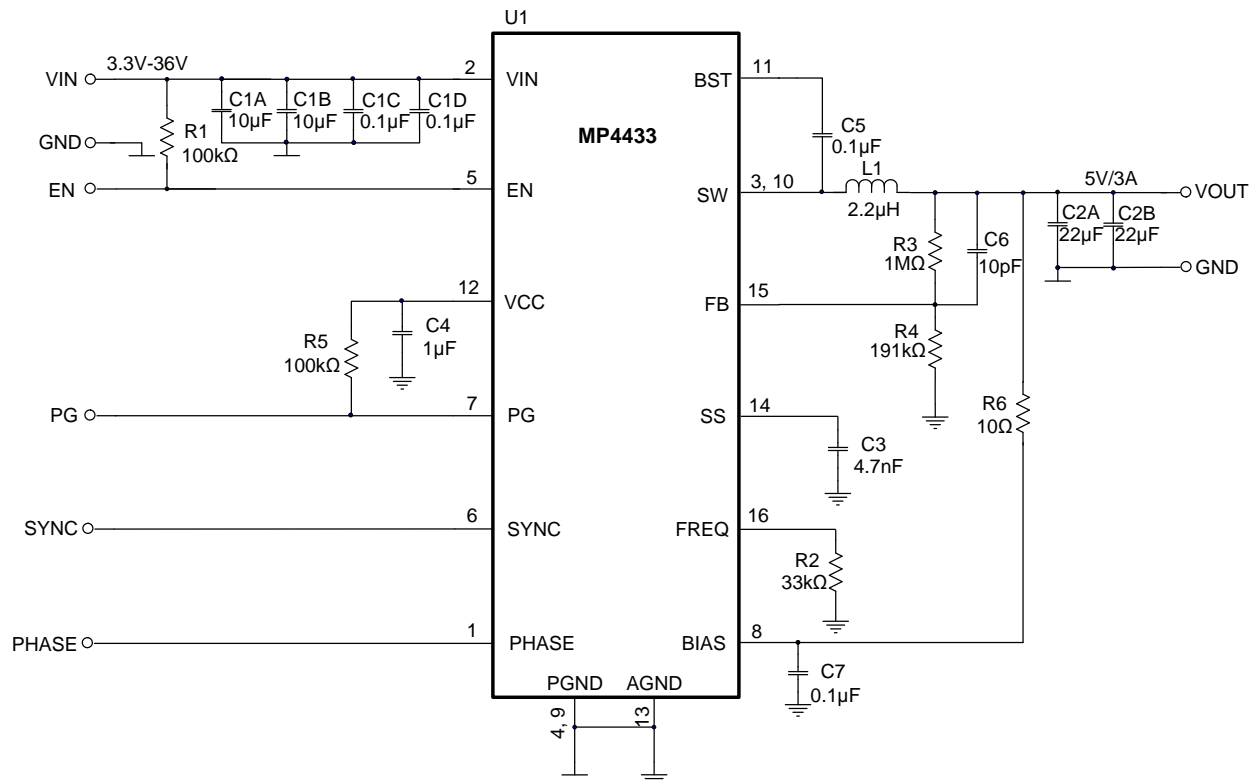 U1
MP4433
VIN
3.3V-36V
2
VIN
GND
EN
R1
100kΩ
C1A
10µF
C1B
10µF
C1C
0.1µF
C1D
0.1µF
5
EN
12
VCC
R5
100kΩ
C4
1µF
PG
7
PG
SYNC
6
SYNC
PHASE
1
PHASE
PGND
4, 9
AGND
13
BST
11
C5
0.1µF
SW
3, 10
L1
2.2µH
5V/3A
VOUT
C2A
22µF
C2B
22µF
GND
R3
1MΩ
C6
10pF
FB
15
R4
191kΩ
SS
14
C3
4.7nF
R6
10Ω
FREQ
16
R2
33kΩ
BIAS
8
C7
0.1µF